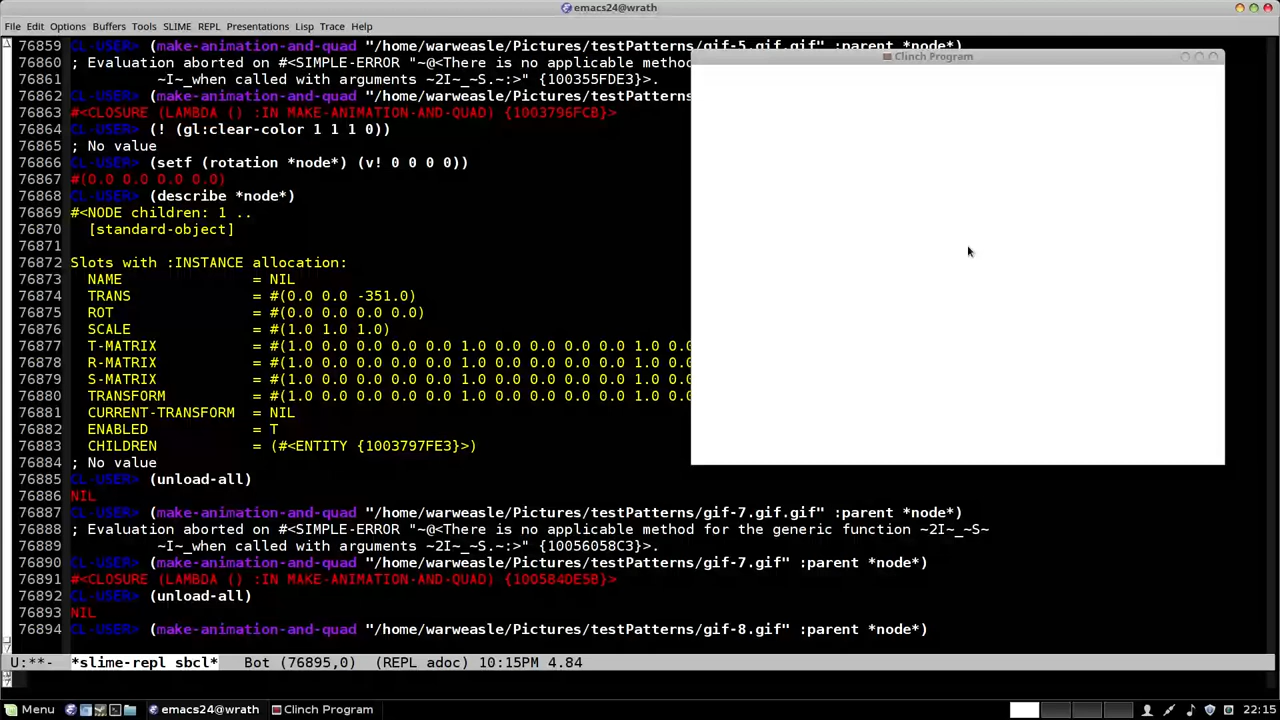 emacs24@wrath
File Edit Options Buffers Tools SLIME REPL Presentations Lisp Trace Help
76859 CL-USER> (make-animation-and-quad "/home/warweasle/Pictures/testPatterns/gif-5.gif.gif" :parent *node*)
76860 ; Evaluation aborted on #<SIMPLE-ERROR "~@<There is no applicable method
76861 ~I~_when called with arguments ~2I~_~S.~:>" {100355FDE3}>.
76862 CL-USER> (make-animation-and-quad "/home/warweasle/Pictures/testPatterns
76863 #<CLOSURE (LAMBDA () :IN MAKE-ANIMATION-AND-QUAD) {1003796FCB}>
76864 CL-USER> (! (gl:clear-color 1 1 1 0))
76865 ; No value
76866 CL-USER> (setf (rotation *node*) (v! 0 0 0 0))
76867 #(0.0 0.0 0.0 0.0)
76868 CL-USER> (describe *node*)
76869 #<NODE children: 1 ..
76870 [standard-object]
76871
76872 Slots with :INSTANCE allocation:
76873 NAME = NIL
76874 TRANS = #(0.0 0.0 -351.0)
76875 ROT = #(0.0 0.0 0.0 0.0)
76876 SCALE = #(1.0 1.0 1.0)
76877 T-MATRIX = #(1.0 0.0 0.0 0.0 0.0 1.0 0.0 0.0 0.0 0.0 1.0 0.0
76878 R-MATRIX = #(1.0 0.0 0.0 0.0 0.0 1.0 0.0 0.0 0.0 0.0 1.0 0.0
76879 S-MATRIX = #(1.0 0.0 0.0 0.0 0.0 1.0 0.0 0.0 0.0 0.0 1.0 0.0
76880 TRANSFORM = #(1.0 0.0 0.0 0.0 0.0 1.0 0.0 0.0 0.0 0.0 1.0 0.0
76881 CURRENT-TRANSFORM = NIL
76882 ENABLED = T
76883 CHILDREN = (#<ENTITY {1003797FE3}>)
76884 ; No value
76885 CL-USER> (unload-all)
76886 NIL
76887 CL-USER> (make-animation-and-quad "/home/warweasle/Pictures/testPatterns/gif-7.gif.gif" :parent *node*)
76888 ; Evaluation aborted on #<SIMPLE-ERROR "~@<There is no applicable method for the generic function ~2I~_~S~
76889 ~I~_when called with arguments ~2I~_~S.~:>" {10056058C3}>.
76890 CL-USER> (make-animation-and-quad "/home/warweasle/Pictures/testPatterns/gif-7.gif" :parent *node*)
76891 #<CLOSURE (LAMBDA () :IN MAKE-ANIMATION-AND-QUAD) {100584DE5B}>
76892 CL-USER> (unload-all)
76893 NIL
76894 CL-USER> (make-animation-and-quad "/home/warweasle/Pictures/testPatterns/gif-8.gif" :parent *node*)
Clinch Program
U:**- *slime-repl sbcl* Bot (76895,0) (REPL adoc) 10:15PM 4.84
Menu emacs24@wrath Clinch Program 22:15